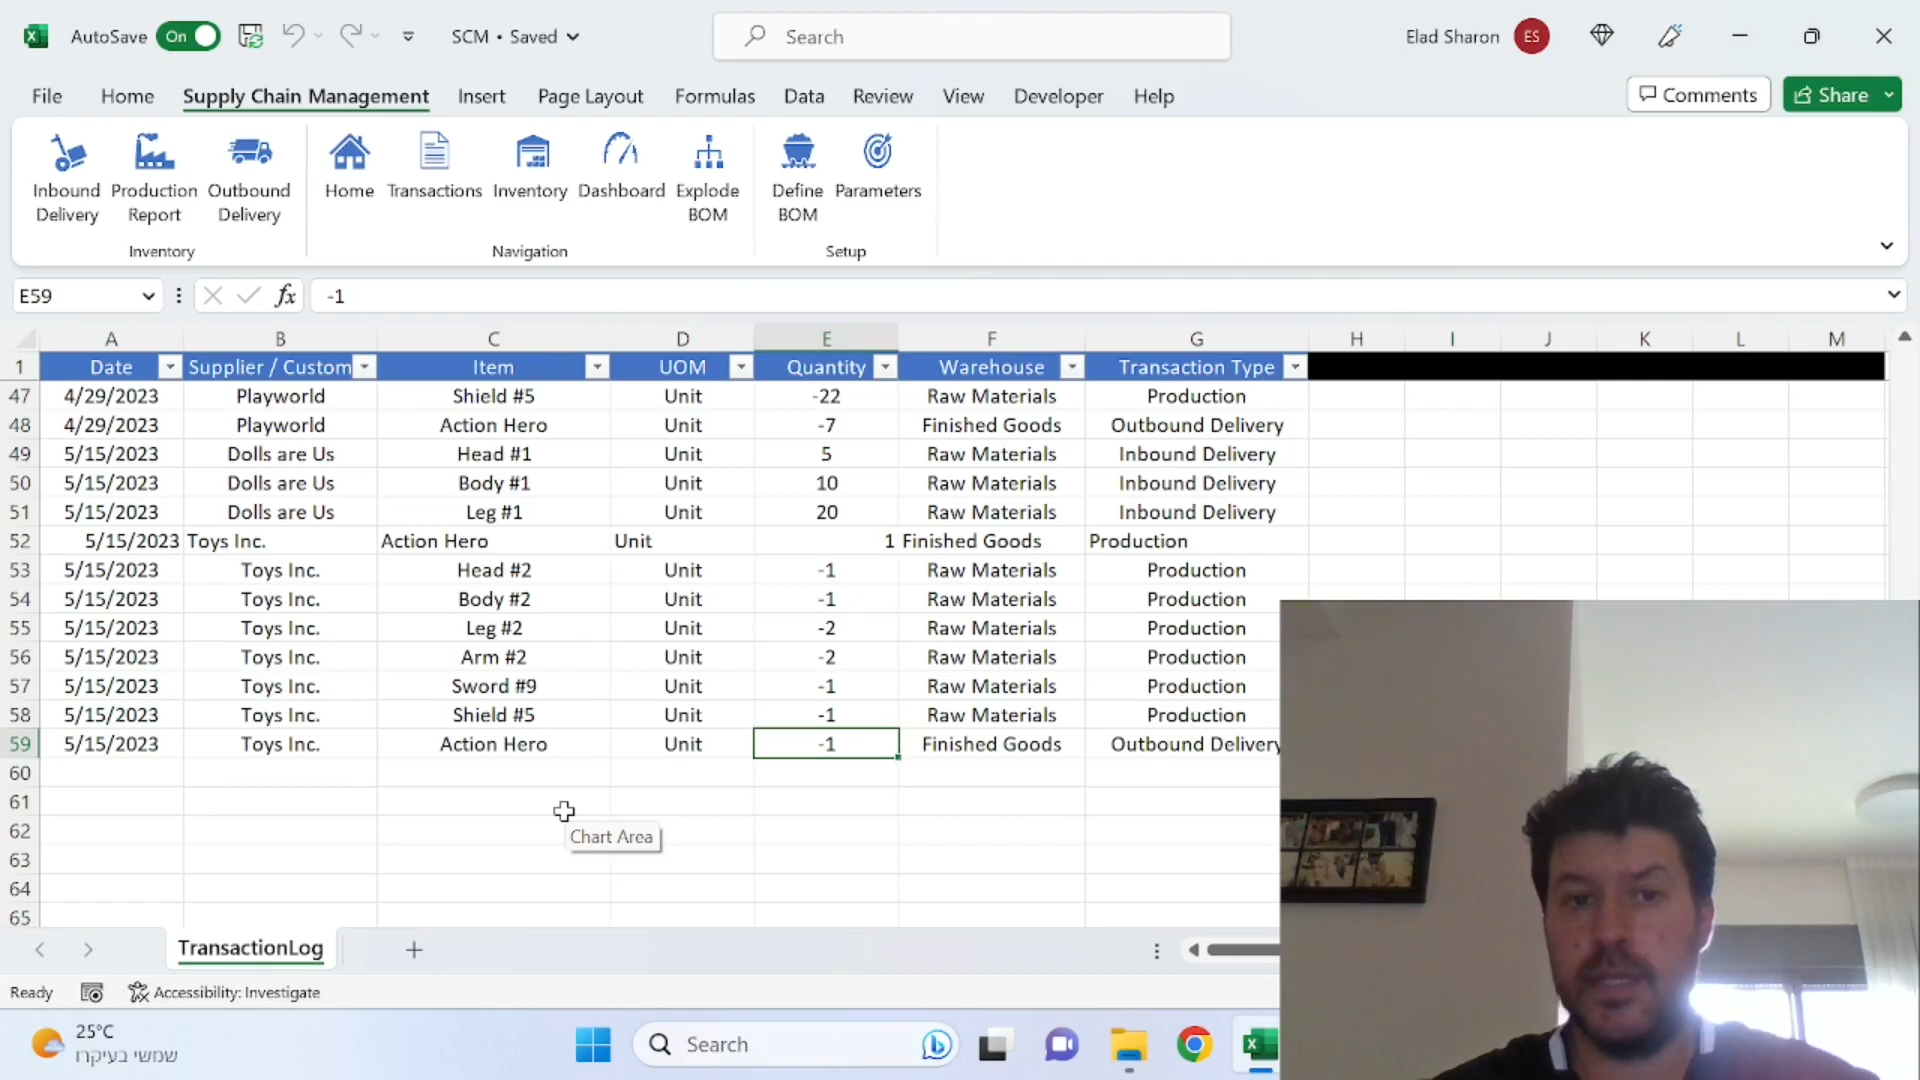 AutoSave On SCM • Saved Search Elad Sharon ES
File Home Supply Chain Management Insert Page Layout Formulas Data Review View Developer Help Comments Share
Inbound Delivery Production Report Outbound Delivery Home Transactions Inventory Dashboard Explode BOM Define BOM Parameters
Inventory Navigation Setup
E59 fx -1
A B C D E F G H I J K L M
1 Date Supplier / Custom Item UOM Quantity Warehouse Transaction Type
47 4/29/2023 Playworld Shield #5 Unit -22 Raw Materials Production
48 4/29/2023 Playworld Action Hero Unit -7 Finished Goods Outbound Delivery
49 5/15/2023 Dolls are Us Head #1 Unit 5 Raw Materials Inbound Delivery
50 5/15/2023 Dolls are Us Body #1 Unit 10 Raw Materials Inbound Delivery
51 5/15/2023 Dolls are Us Leg #1 Unit 20 Raw Materials Inbound Delivery
52 5/15/2023 Toys Inc. Action Hero Unit 1 Finished Goods Production
53 5/15/2023 Toys Inc. Head #2 Unit -1 Raw Materials Production
54 5/15/2023 Toys Inc. Body #2 Unit -1 Raw Materials Production
55 5/15/2023 Toys Inc. Leg #2 Unit -2 Raw Materials Production
56 5/15/2023 Toys Inc. Arm #2 Unit -2 Raw Materials Production
57 5/15/2023 Toys Inc. Sword #9 Unit -1 Raw Materials Production
58 5/15/2023 Toys Inc. Shield #5 Unit -1 Raw Materials Production
59 5/15/2023 Toys Inc. Action Hero Unit -1 Finished Goods Outbound Delivery
60
61
62 Chart Area
63
64
65
TransactionLog
Ready Accessibility: Investigate
25°C
שמשי בעיקרו
Search